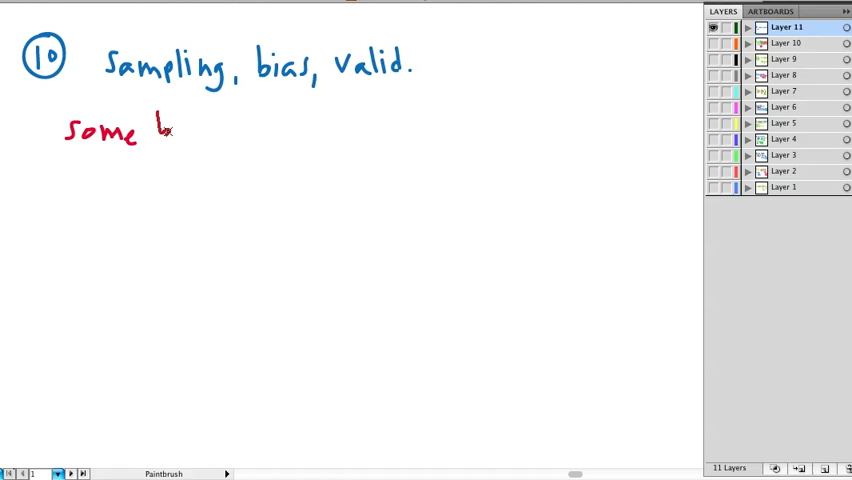 LAYERS ARTBOARDS
Layer 11
Layer 10
Layer 9
Layer 8
Layer 7
Layer 6
Layer 5
Layer 4
Layer 3
Layer 2
Layer 1
10 sampling, bias, valid.
some b
1 Paintbrush
11 Layers